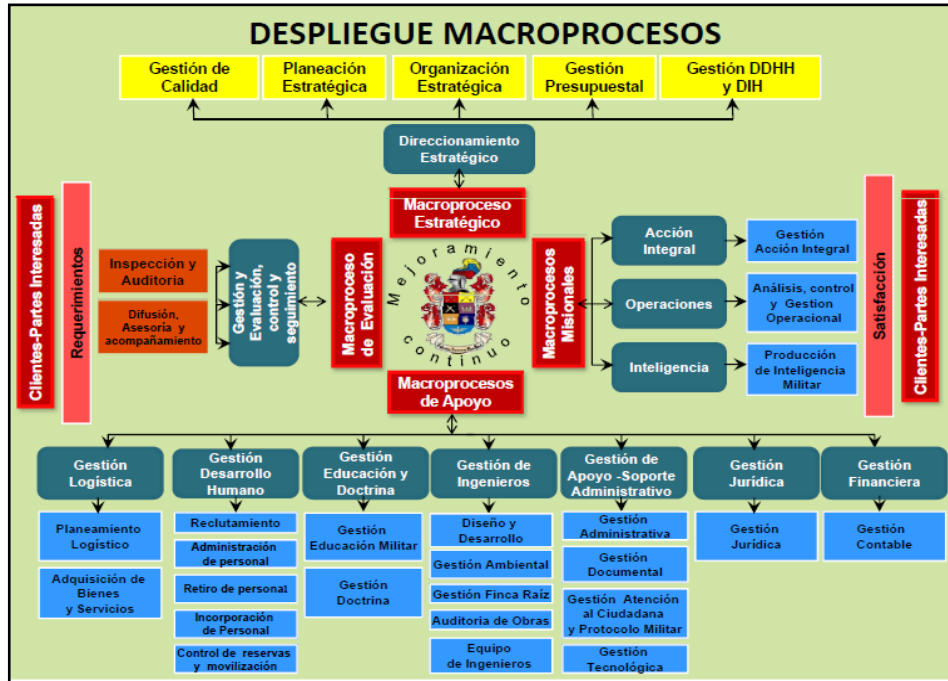 DESPLIEGUE MACROPROCESOS
Gestión de
Calidad
Planeación
Estratégica
Organización
Estratégica
Gestión
Presupuestal
Gestión DDHH
y DIH
Direccionamiento
Estratégico
Macroproceso
Estratégico
Clientes-Partes Interesadas
Requerimientos
Inspección y
Auditoria
Difusión,
Asesoría y
acompañamiento
Gestión y
Evaluación,
control y
seguimiento
Macroproceso
de Evaluación
Mejoramiento
continuo
Macroprocesos
Misionales
Acción
Integral
Gestión
Acción Integral
Operaciones
Análisis, control
y Gestion
Operacional
Inteligencia
Producción
de Inteligencia
Militar
Satisfacción
Clientes-Partes Interesadas
Macroprocesos
de Apoyo
Gestión
Logística
Planeamiento
Logístico
Adquisición de
Bienes
y Servicios
Gestión
Desarrollo
Humano
Reclutamiento
Administración
de personal
Retiro de personal
Incorporación
de Personal
Control de reservas
y movilización
Gestión
Educación y
Doctrina
Gestión
Educación Militar
Gestión
Doctrina
Gestión de
Ingenieros
Diseño y
Desarrollo
Gestión Ambiental
Gestión Finca Raíz
Auditoria de Obras
Equipo
de Ingenieros
Gestión de
Apoyo -Soporte
Administrativo
Gestión
Administrativa
Gestión
Documental
Gestión Atención
al Ciudadana
y Protocolo Militar
Gestión
Tecnológica
Gestión
Jurídica
Gestión
Jurídica
Gestión
Financiera
Gestión
Contable